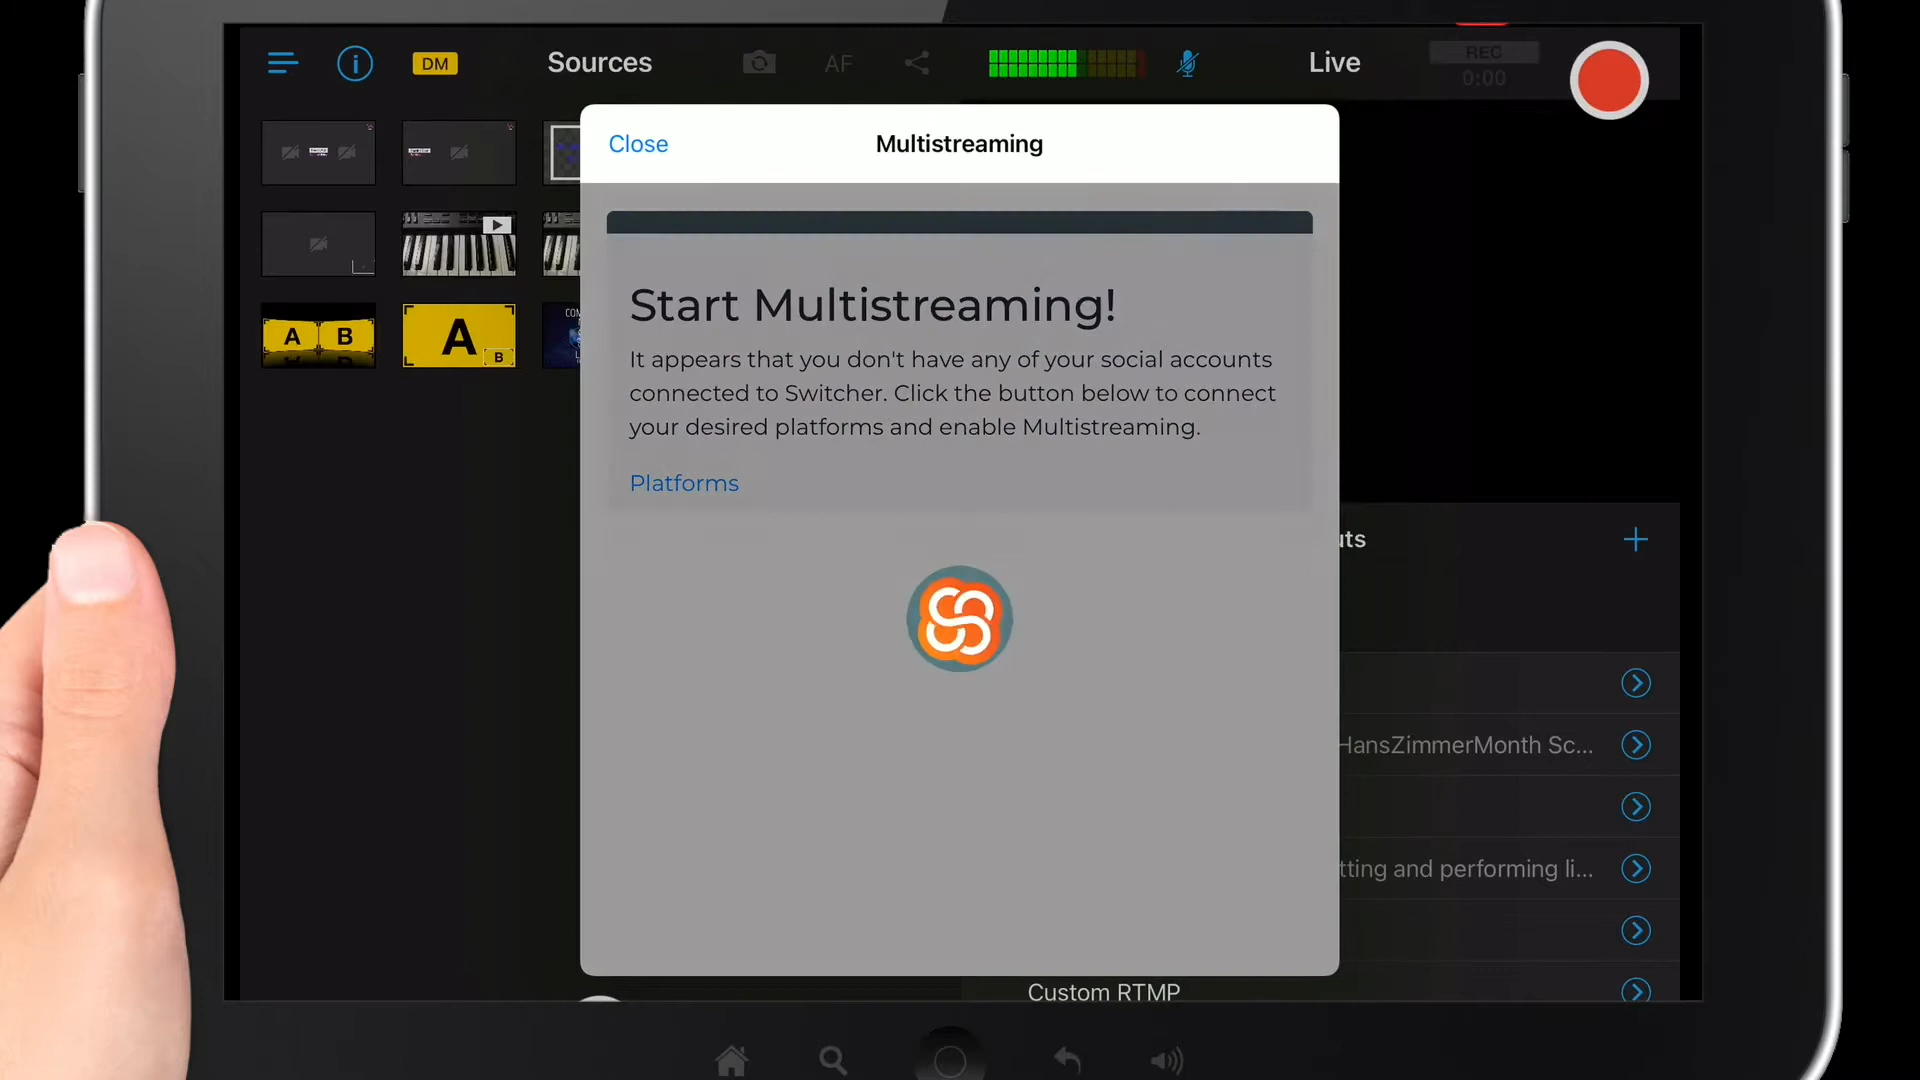 DM
Sources
AF
Live
REC
0:00
Close
Multistreaming
Start Multistreaming!
It appears that you don't have any of your social accounts
connected to Switcher. Click the button below to connect
your desired platforms and enable Multistreaming.
Platforms
A B
A
B
COM
uts
HansZimmerMonth Sc...
tting and performing li...
Custom RTMP